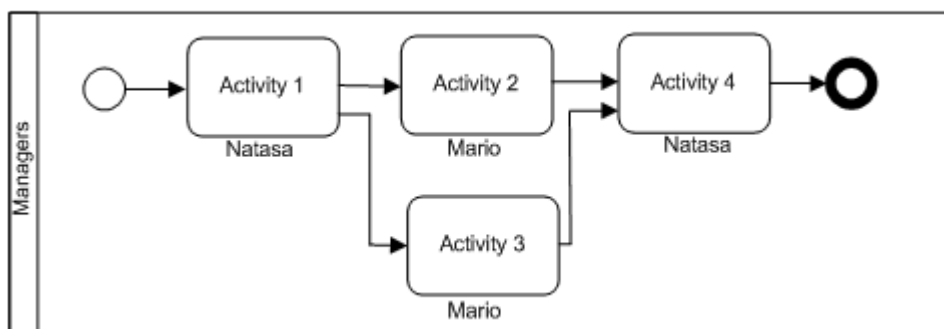 Managers
Activity 1
Natasa
Activity 2
Mario
Activity 3
Mario
Activity 4
Natasa